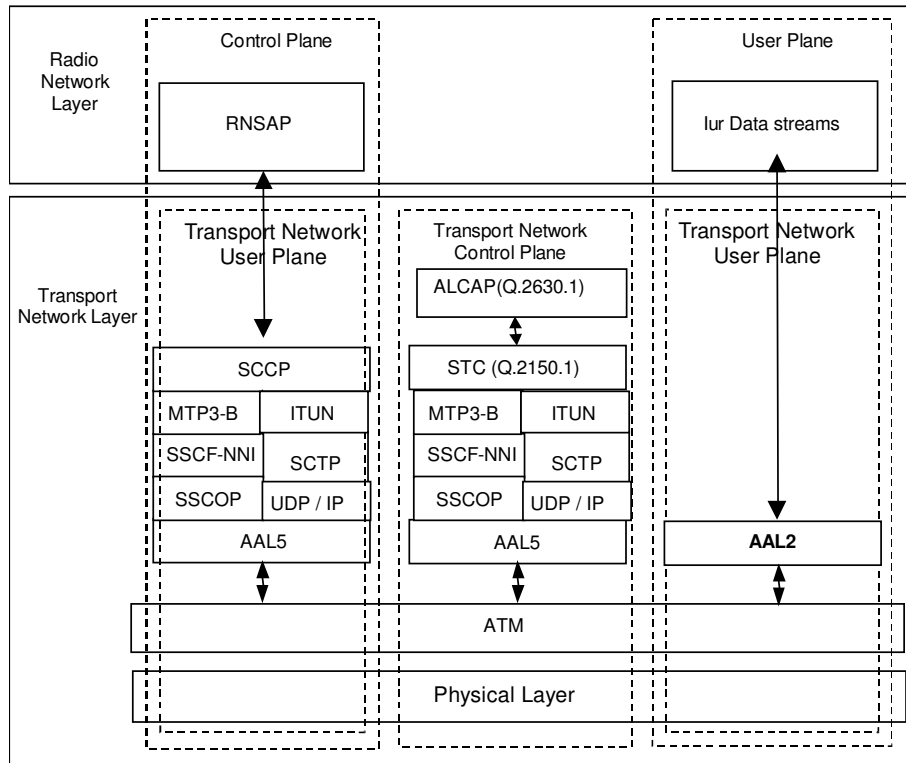 Control Plane
User Plane
Radio
Network
Layer
RNSAP
Iur Data streams
Transport Network
User Plane
Transport Network
Control Plane
Transport Network
User Plane
Transport
Network Layer
ALCAP(Q.2630.1)
SCCP
STC (Q.2150.1)
MTP3-B
ITUN
MTP3-B
ITUN
SSCF-NNI
SCTP
SSCF-NNI
SCTP
SSCOP
UDP / IP
SSCOP
UDP / IP
AAL5
AAL5
AAL2
ATM
Physical Layer